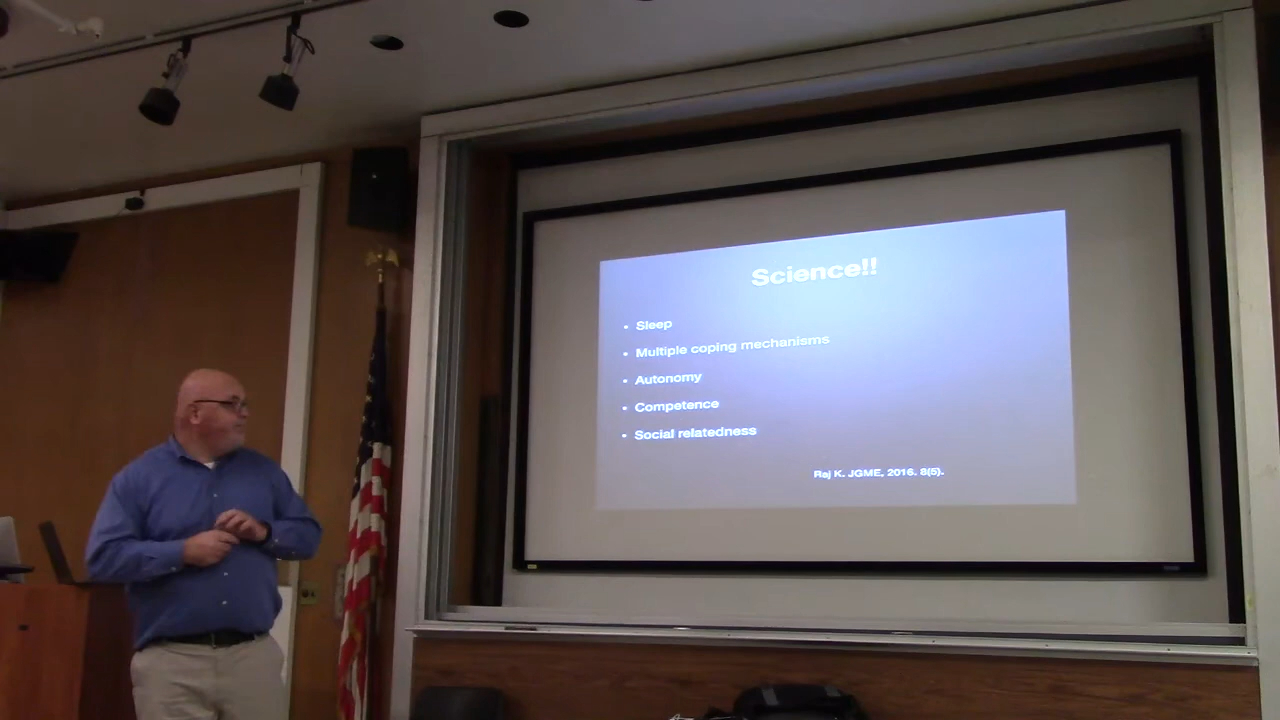 Science!!
• Sleep
• Multiple coping mechanisms
• Autonomy
• Competence
• Social relatedness
Raj K. JGME, 2016. 8(5).